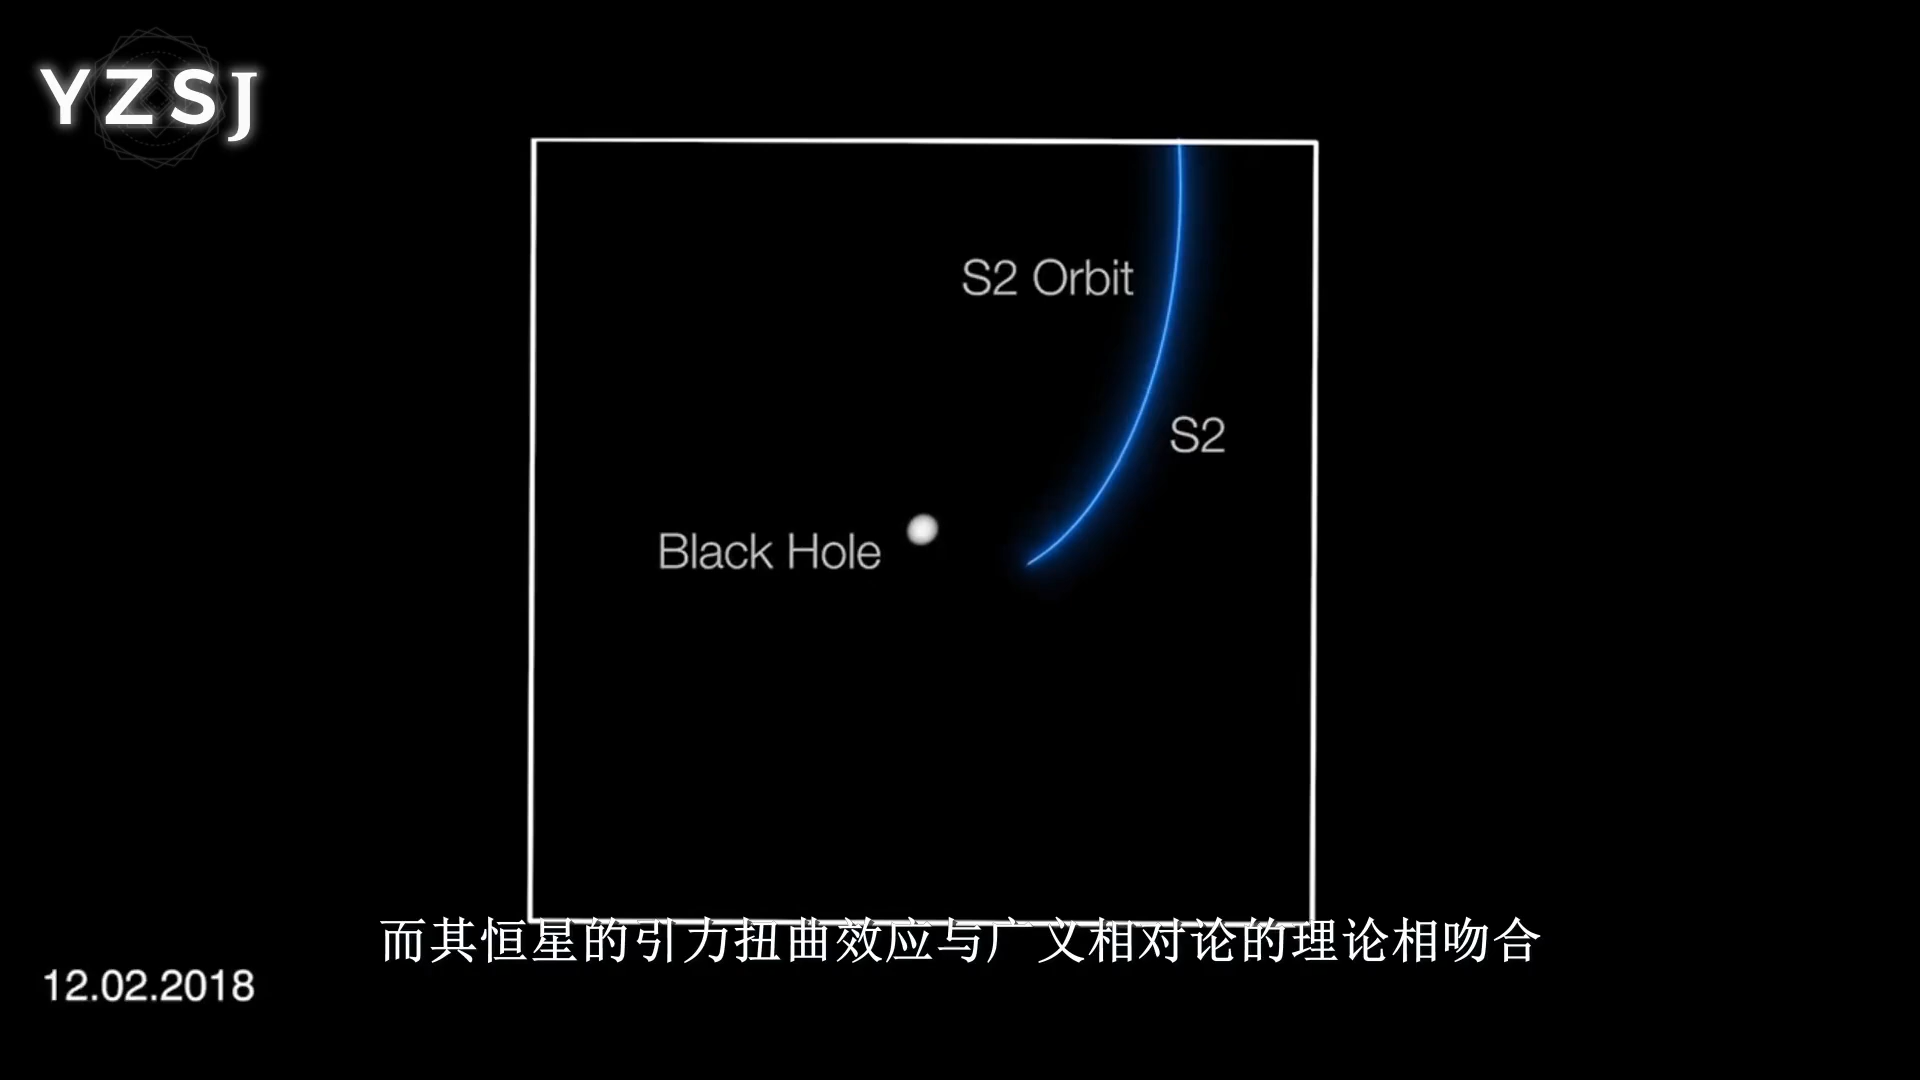 YZSJ
S2 Orbit
S2
Black Hole
而其恒星的引力扭曲效应与广义相对论的理论相吻合
12.02.2018